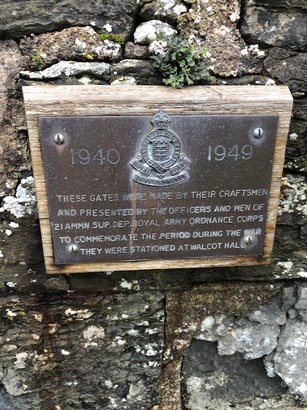 1940 1949
THESE GATES WERE MADE BY THEIR CRAFTSMEN
AND PRESENTED BY THE OFFICERS AND MEN OF
21 AMMN. SUP. DEP. ROYAL ARMY ORDNANCE CORPS
TO COMMEMORATE THE PERIOD DURING THE WAR
THEY WERE STATIONED AT WALCOT HALL